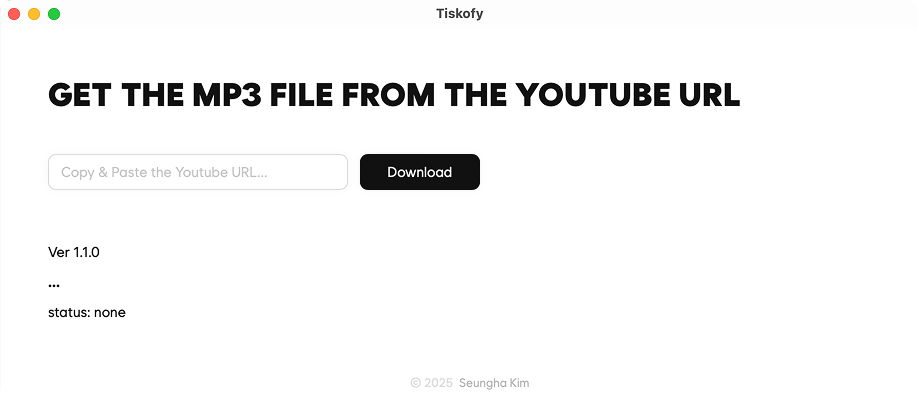 Tiskofy
GET THE MP3 FILE FROM THE YOUTUBE URL
Copy & Paste the Youtube URL...
Download
Ver 1.1.0
...
status: none
© 2025 Seungha Kim